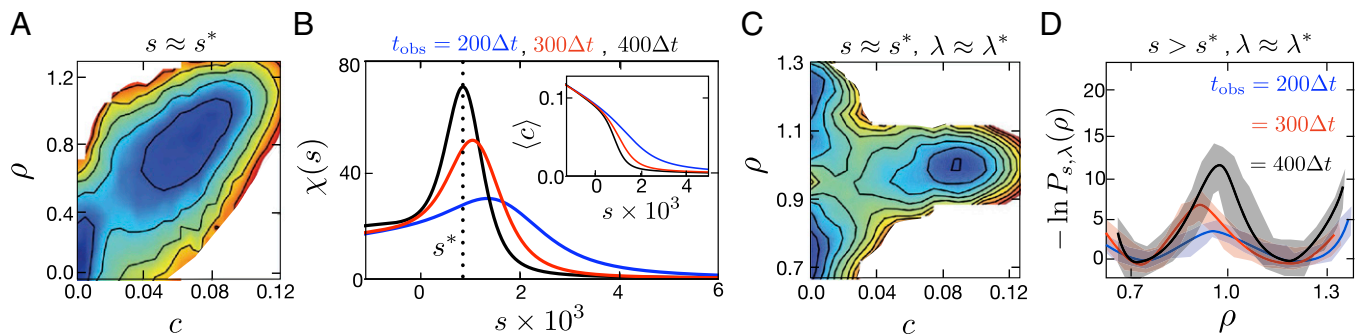 A
s ≈ s*
ρ
1.2
0.8
0.4
0.0
0.0
0.04
0.08
0.12
c
B
t_obs = 200Δt , 300Δt , 400Δt
χ(s)
80
40
0
s*
0
2
4
6
s × 10³
⟨c⟩
0.1
0.0
0
2
4
s × 10³
C
s ≈ s*, λ ≈ λ*
ρ
1.3
1.1
0.9
0.7
0.0
0.04
0.08
0.12
c
D
s > s* , λ ≈ λ*
− ln P_s,λ(ρ)
20
15
10
5
0
t_obs = 200Δt
= 300Δt
= 400Δt
0.7
1.0
1.3
ρ